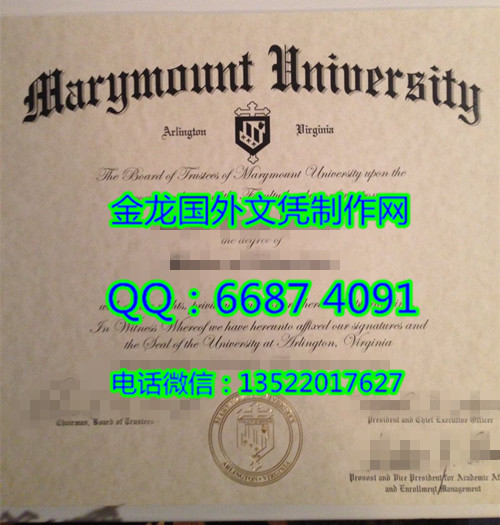 Marymount University
Arlington Virginia
The Board of Trustees of Marymount University upon the
金龙国外文凭制作网
the degree of
QQ：6687 4091
In Witness Whereof we have hereunto affixed our signatures and
the Seal of the University at Arlington, Virginia
电话微信：13522017627
Chairman, Board of Trustees
President and Chief Executive Officer
Provost and Vice President for Academic Af
and Enrollment Management